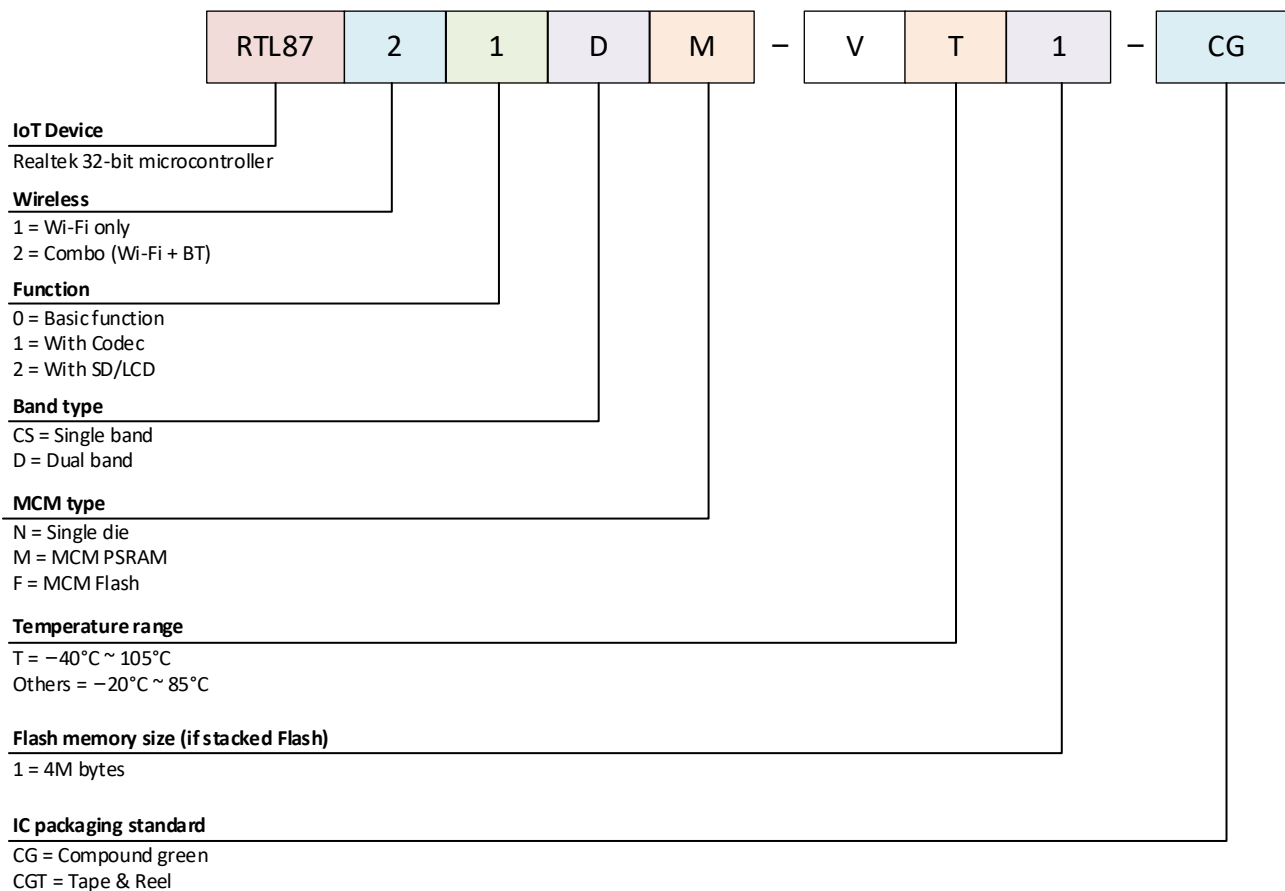 RTL87 2 1 D M – V T 1 – CG
IoT Device
Realtek 32-bit microcontroller
Wireless
1 = Wi-Fi only
2 = Combo (Wi-Fi + BT)
Function
0 = Basic function
1 = With Codec
2 = With SD/LCD
Band type
CS = Single band
D = Dual band
MCM type
N = Single die
M = MCM PSRAM
F = MCM Flash
Temperature range
T = −40°C ~ 105°C
Others = −20°C ~ 85°C
Flash memory size (if stacked Flash)
1 = 4M bytes
IC packaging standard
CG = Compound green
CGT = Tape & Reel